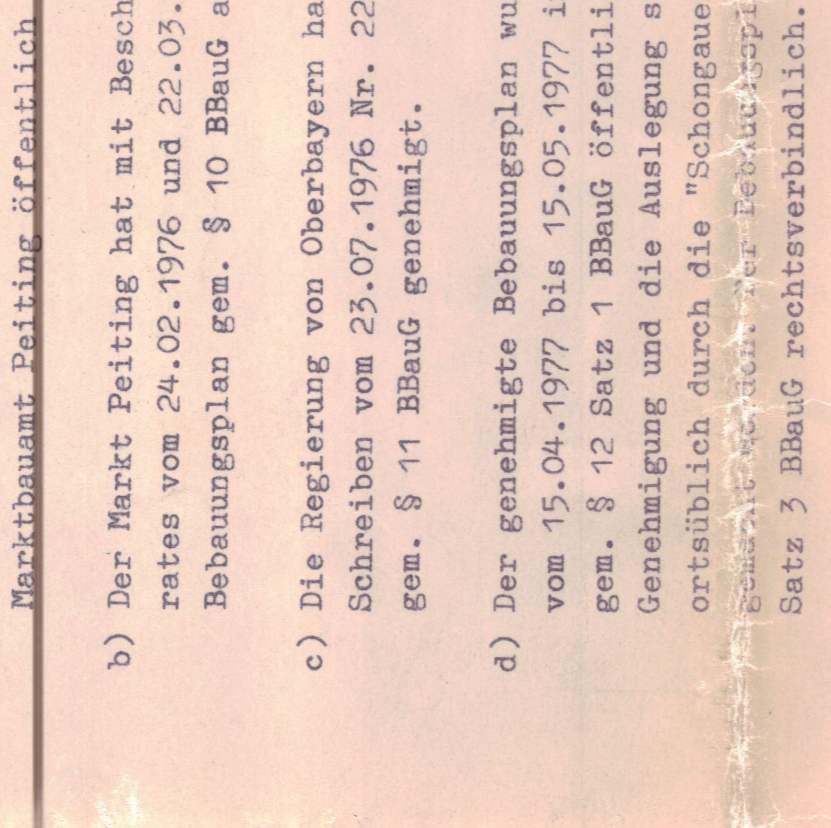 Marktbauamt Peiting öffentlich
b) Der Markt Peiting hat mit Besch
rates vom 24.02.1976 und 22.03.
Bebauungsplan gem. § 10 BBauG a
c) Die Regierung von Oberbayern ha
Schreiben vom 23.07.1976 Nr. 22
gem. § 11 BBauG genehmigt.
d) Der genehmigte Bebauungsplan wu
vom 15.04.1977 bis 15.05.1977 i
gem. § 12 Satz 1 BBauG öffentli
Genehmigung und die Auslegung s
ortsüblich durch die "Schongaue
Der Bebauungspl
Satz 3 BBauG rechtsverbindlich.